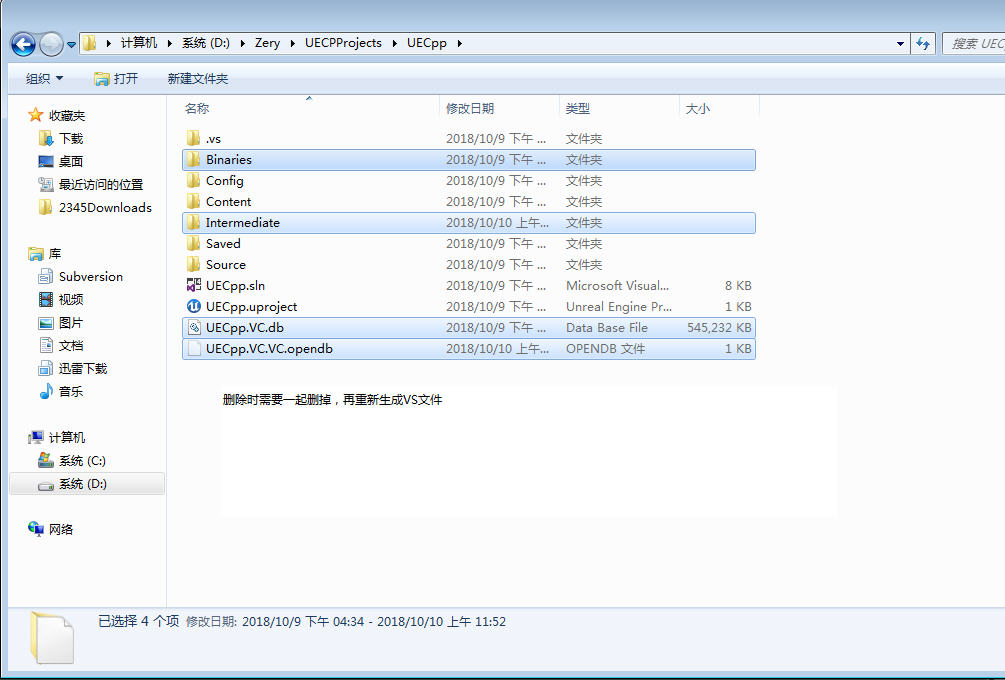 计算机 系统 (D:) Zery UECPProjects UECpp
搜索 UEC
组织 打开 新建文件夹
名称 修改日期 类型 大小
收藏夹
下载
桌面
最近访问的位置
2345Downloads
库
Subversion
视频
图片
文档
迅雷下载
音乐
计算机
系统 (C:)
系统 (D:)
网络
.vs 2018/10/9 下午 ... 文件夹
Binaries 2018/10/9 下午 ... 文件夹
Config 2018/10/9 下午 ... 文件夹
Content 2018/10/9 下午 ... 文件夹
Intermediate 2018/10/10 上午... 文件夹
Saved 2018/10/9 下午 ... 文件夹
Source 2018/10/9 下午 ... 文件夹
UECpp.sln 2018/10/9 下午 ... Microsoft Visual... 8 KB
UECpp.uproject 2018/10/9 下午 ... Unreal Engine Pr... 1 KB
UECpp.VC.db 2018/10/9 下午 ... Data Base File 545,232 KB
UECpp.VC.VC.opendb 2018/10/10 上午... OPENDB 文件 1 KB
删除时需要一起删掉，再重新生成VS文件
已选择 4 个项 修改日期: 2018/10/9 下午 04:34 - 2018/10/10 上午 11:52